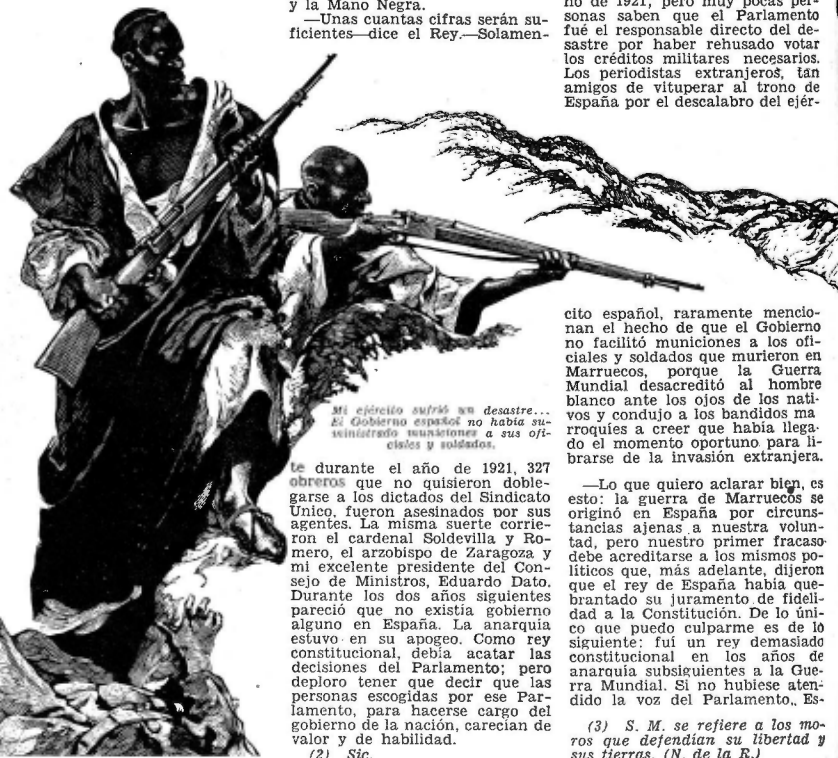 y la Mano Negra.
—Unas cuantas cifras serán su-
ficientes—dice el Rey.—Solamen-
Mi ejército sufrió un desastre...
El Gobierno español no había su-
ministrado municiones a sus ofi-
ciales y soldados.
te durante el año de 1921, 327
obreros que no quisieron doble-
garse a los dictados del Sindicato
Unico, fueron asesinados por sus
agentes. La misma suerte corrie-
ron el cardenal Soldevilla y Ro-
mero, el arzobispo de Zaragoza y
mi excelente presidente del Con-
sejo de Ministros, Eduardo Dato.
Durante los dos años siguientes
pareció que no existía gobierno
alguno en España. La anarquía
estuvo en su apogeo. Como rey
constitucional, debía acatar las
decisiones del Parlamento; pero
deploro tener que decir que las
personas escogidas por ese Par-
lamento, para hacerse cargo del
gobierno de la nación, carecían de
valor y de habilidad.
(2) Sic.
no de 1921, pero muy pocas per-
sonas saben que el Parlamento
fué el responsable directo del de-
sastre por haber rehusado votar
los créditos militares necesarios.
Los periodistas extranjeros, tan
amigos de vituperar al trono de
España por el descalabro del ejér-
cito español, raramente mencio-
nan el hecho de que el Gobierno
no facilitó municiones a los ofi-
ciales y soldados que murieron en
Marruecos, porque la Guerra
Mundial desacreditó al hombre
blanco ante los ojos de los nati-
vos y condujo a los bandidos ma
rroquíes a creer que había llega-
do el momento oportuno para li-
brarse de la invasión extranjera.
—Lo que quiero aclarar bien, es
esto: la guerra de Marruecos se
originó en España por circuns-
tancias ajenas a nuestra volun-
tad, pero nuestro primer fracaso
debe acreditarse a los mismos po-
líticos que, más adelante, dijeron
que el rey de España había que-
brantado su juramento de fideli-
dad a la Constitución. De lo úni-
co que puedo culparme es de lo
siguiente: fuí un rey demasiado
constitucional en los años de
anarquía subsiguientes a la Gue-
rra Mundial. Si no hubiese aten-
dido la voz del Parlamento,, Es-
(3) S. M. se refiere a los mo-
ros que defendían su libertad y
sus tierras. (N. de la R.)